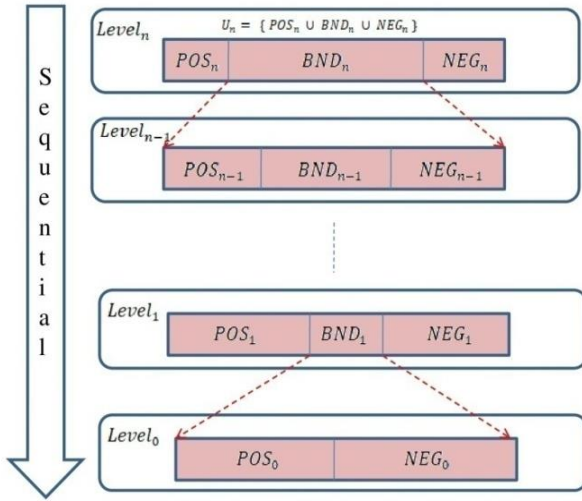 Sequential
Levelₙ
Uₙ = { POSₙ ∪ BNDₙ ∪ NEGₙ}
POSₙ BNDₙ NEGₙ
Levelₙ₋₁
POSₙ₋₁ BNDₙ₋₁ NEGₙ₋₁
Level₁
POS₁ BND₁ NEG₁
Level₀
POS₀ NEG₀